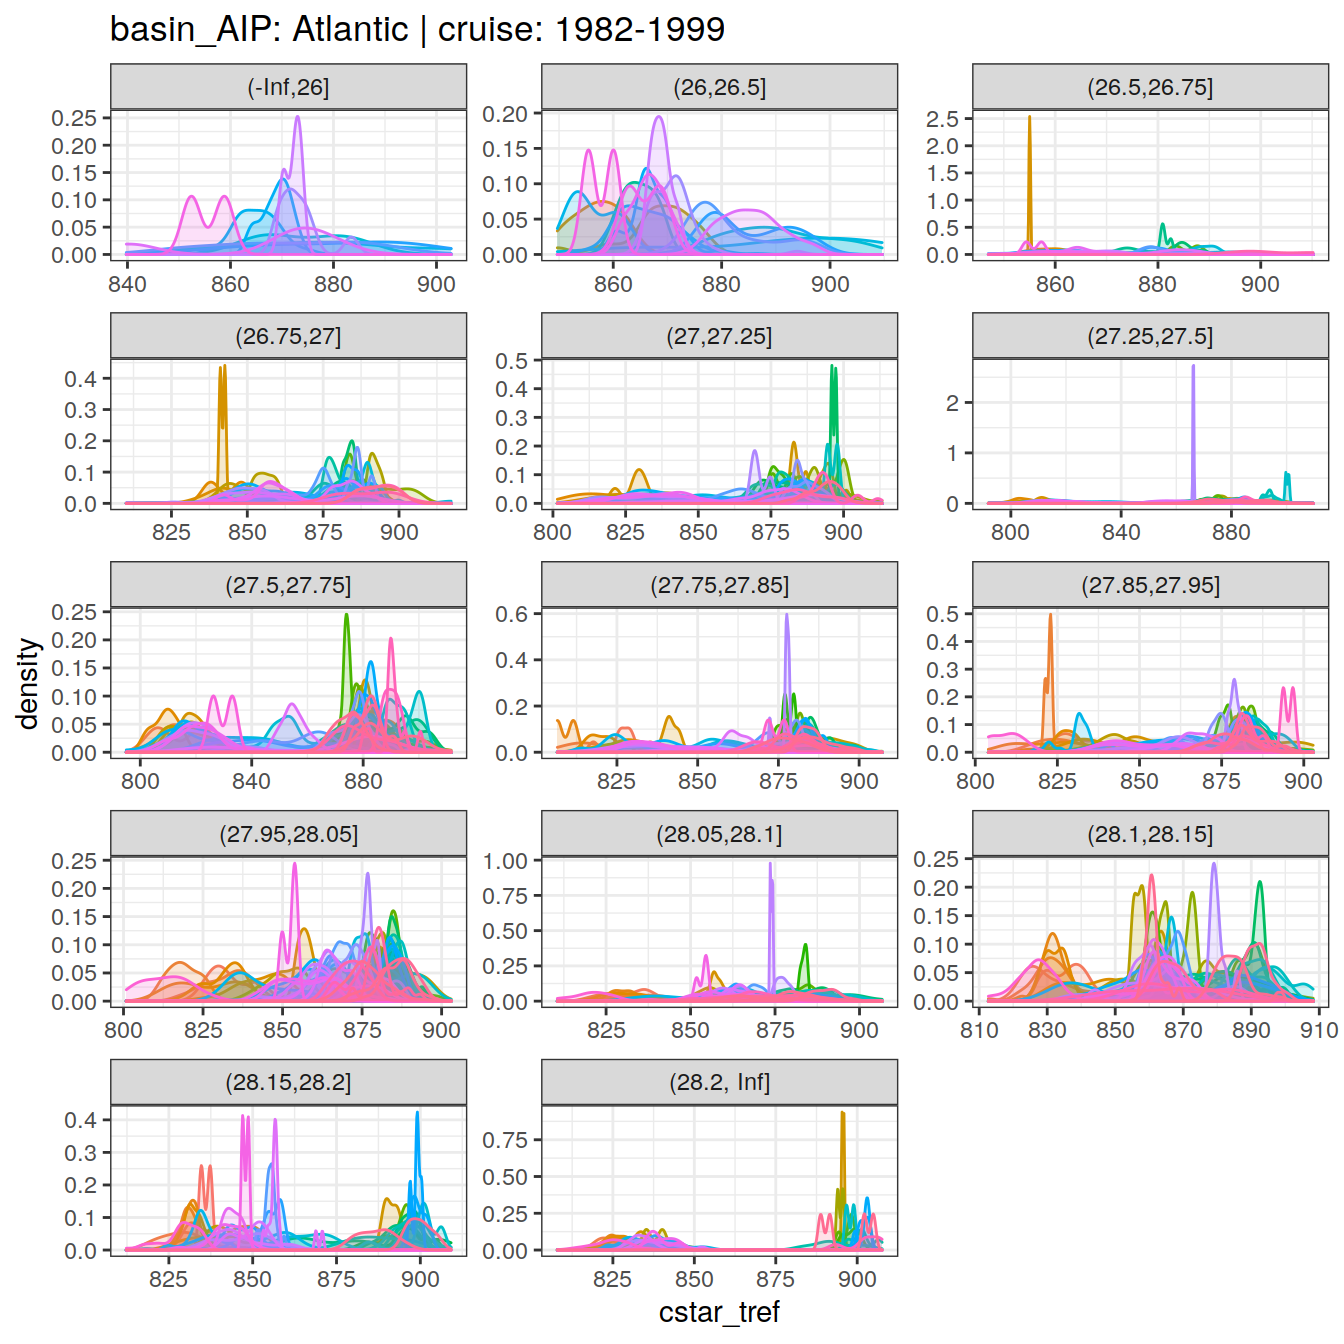 basin_AIP: Atlantic | cruise: 1982-1999
(-Inf,26] (26,26.5] (26.5,26.75]
0.25 0.20 0.15 0.10 0.05 0.00
0.20 0.15 0.10 0.05 0.00
2.5 2.0 1.5 1.0 0.5 0.0
840 860 880 900 860 880 900 860 880 900
(26.75,27] (27,27.25] (27.25,27.5]
0.4 0.3 0.2 0.1 0.0
0.5 0.4 0.3 0.2 0.1 0.0
2 1 0
825 850 875 900 800 825 850 875 900 800 840 880
(27.5,27.75] (27.75,27.85] (27.85,27.95]
0.25 0.20 0.15 0.10 0.05 0.00
0.6 0.4 0.2 0.0
0.5 0.4 0.3 0.2 0.1 0.0
800 840 880 825 850 875 900 800 825 850 875 900
density
(27.95,28.05] (28.05,28.1] (28.1,28.15]
0.25 0.20 0.15 0.10 0.05 0.00
1.00 0.75 0.50 0.25 0.00
0.25 0.20 0.15 0.10 0.05 0.00
800 825 850 875 900 825 850 875 900 810 830 850 870 890 910
(28.15,28.2] (28.2, Inf]
0.4 0.3 0.2 0.1 0.0
0.75 0.50 0.25 0.00
825 850 875 900 825 850 875 900
cstar_tref